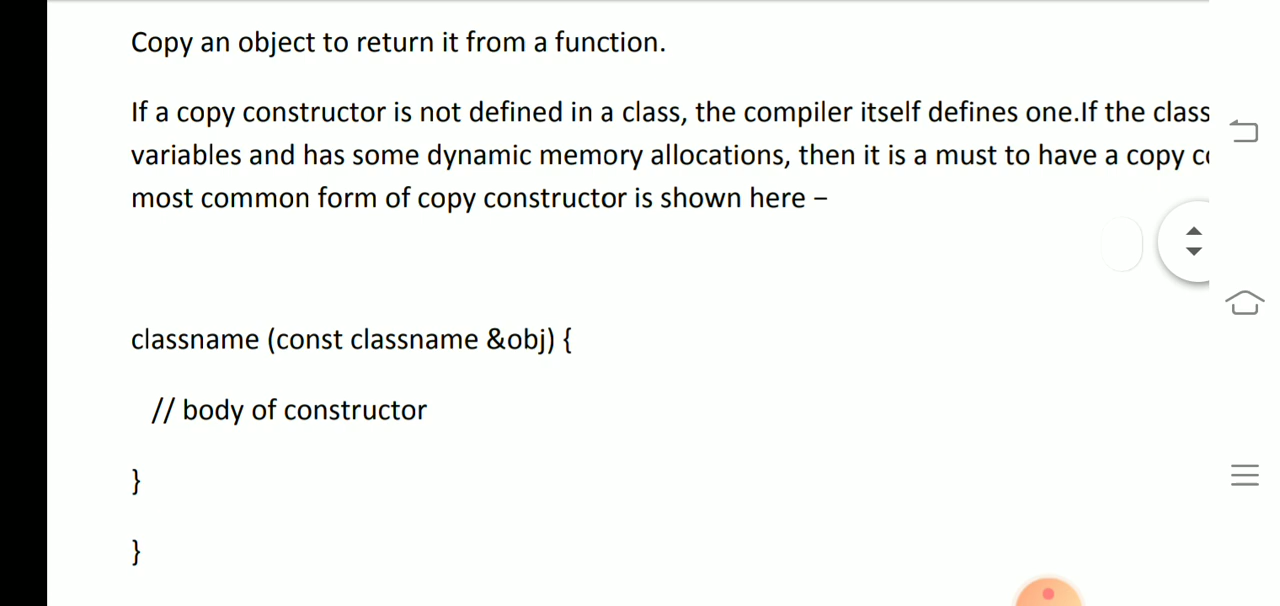 Copy an object to return it from a function.
If a copy constructor is not defined in a class, the compiler itself defines one.If the class
variables and has some dynamic memory allocations, then it is a must to have a copy
most common form of copy constructor is shown here –
classname (const classname &obj) {
// body of constructor
}
}